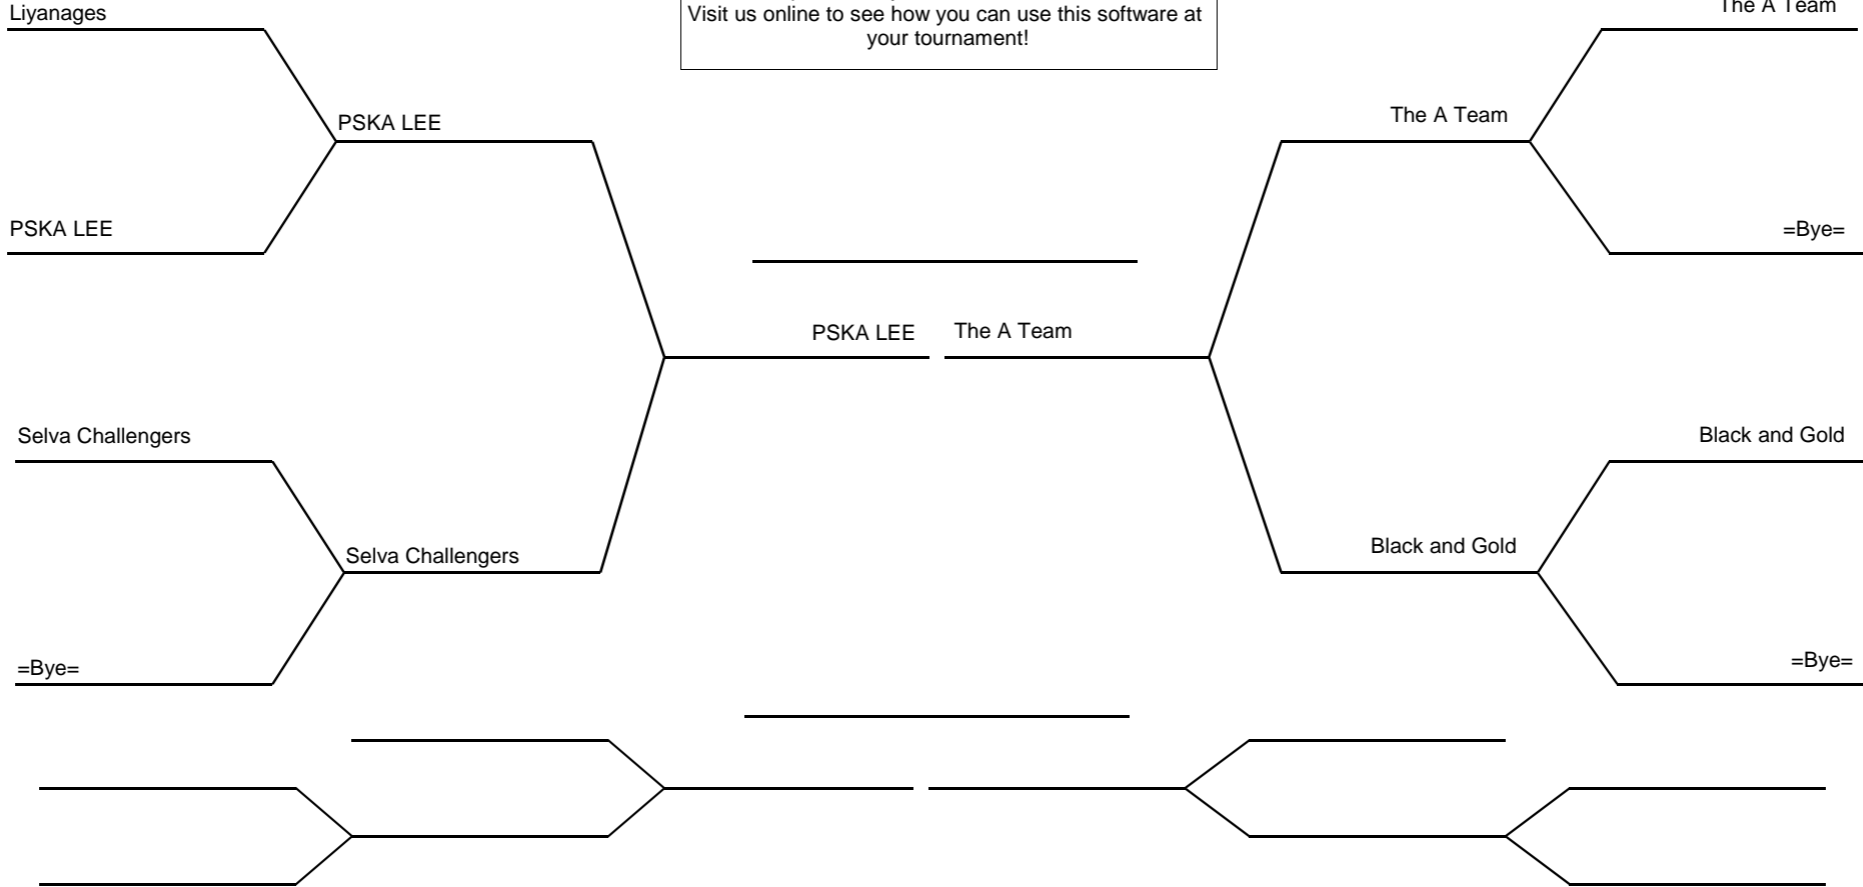 Liyanages
Visit us online to see how you can use this software at
your tournament!
The A Team
PSKA LEE
The A Team
PSKA LEE
=Bye=
PSKA LEE
The A Team
Selva Challengers
Black and Gold
Selva Challengers
Black and Gold
=Bye=
=Bye=